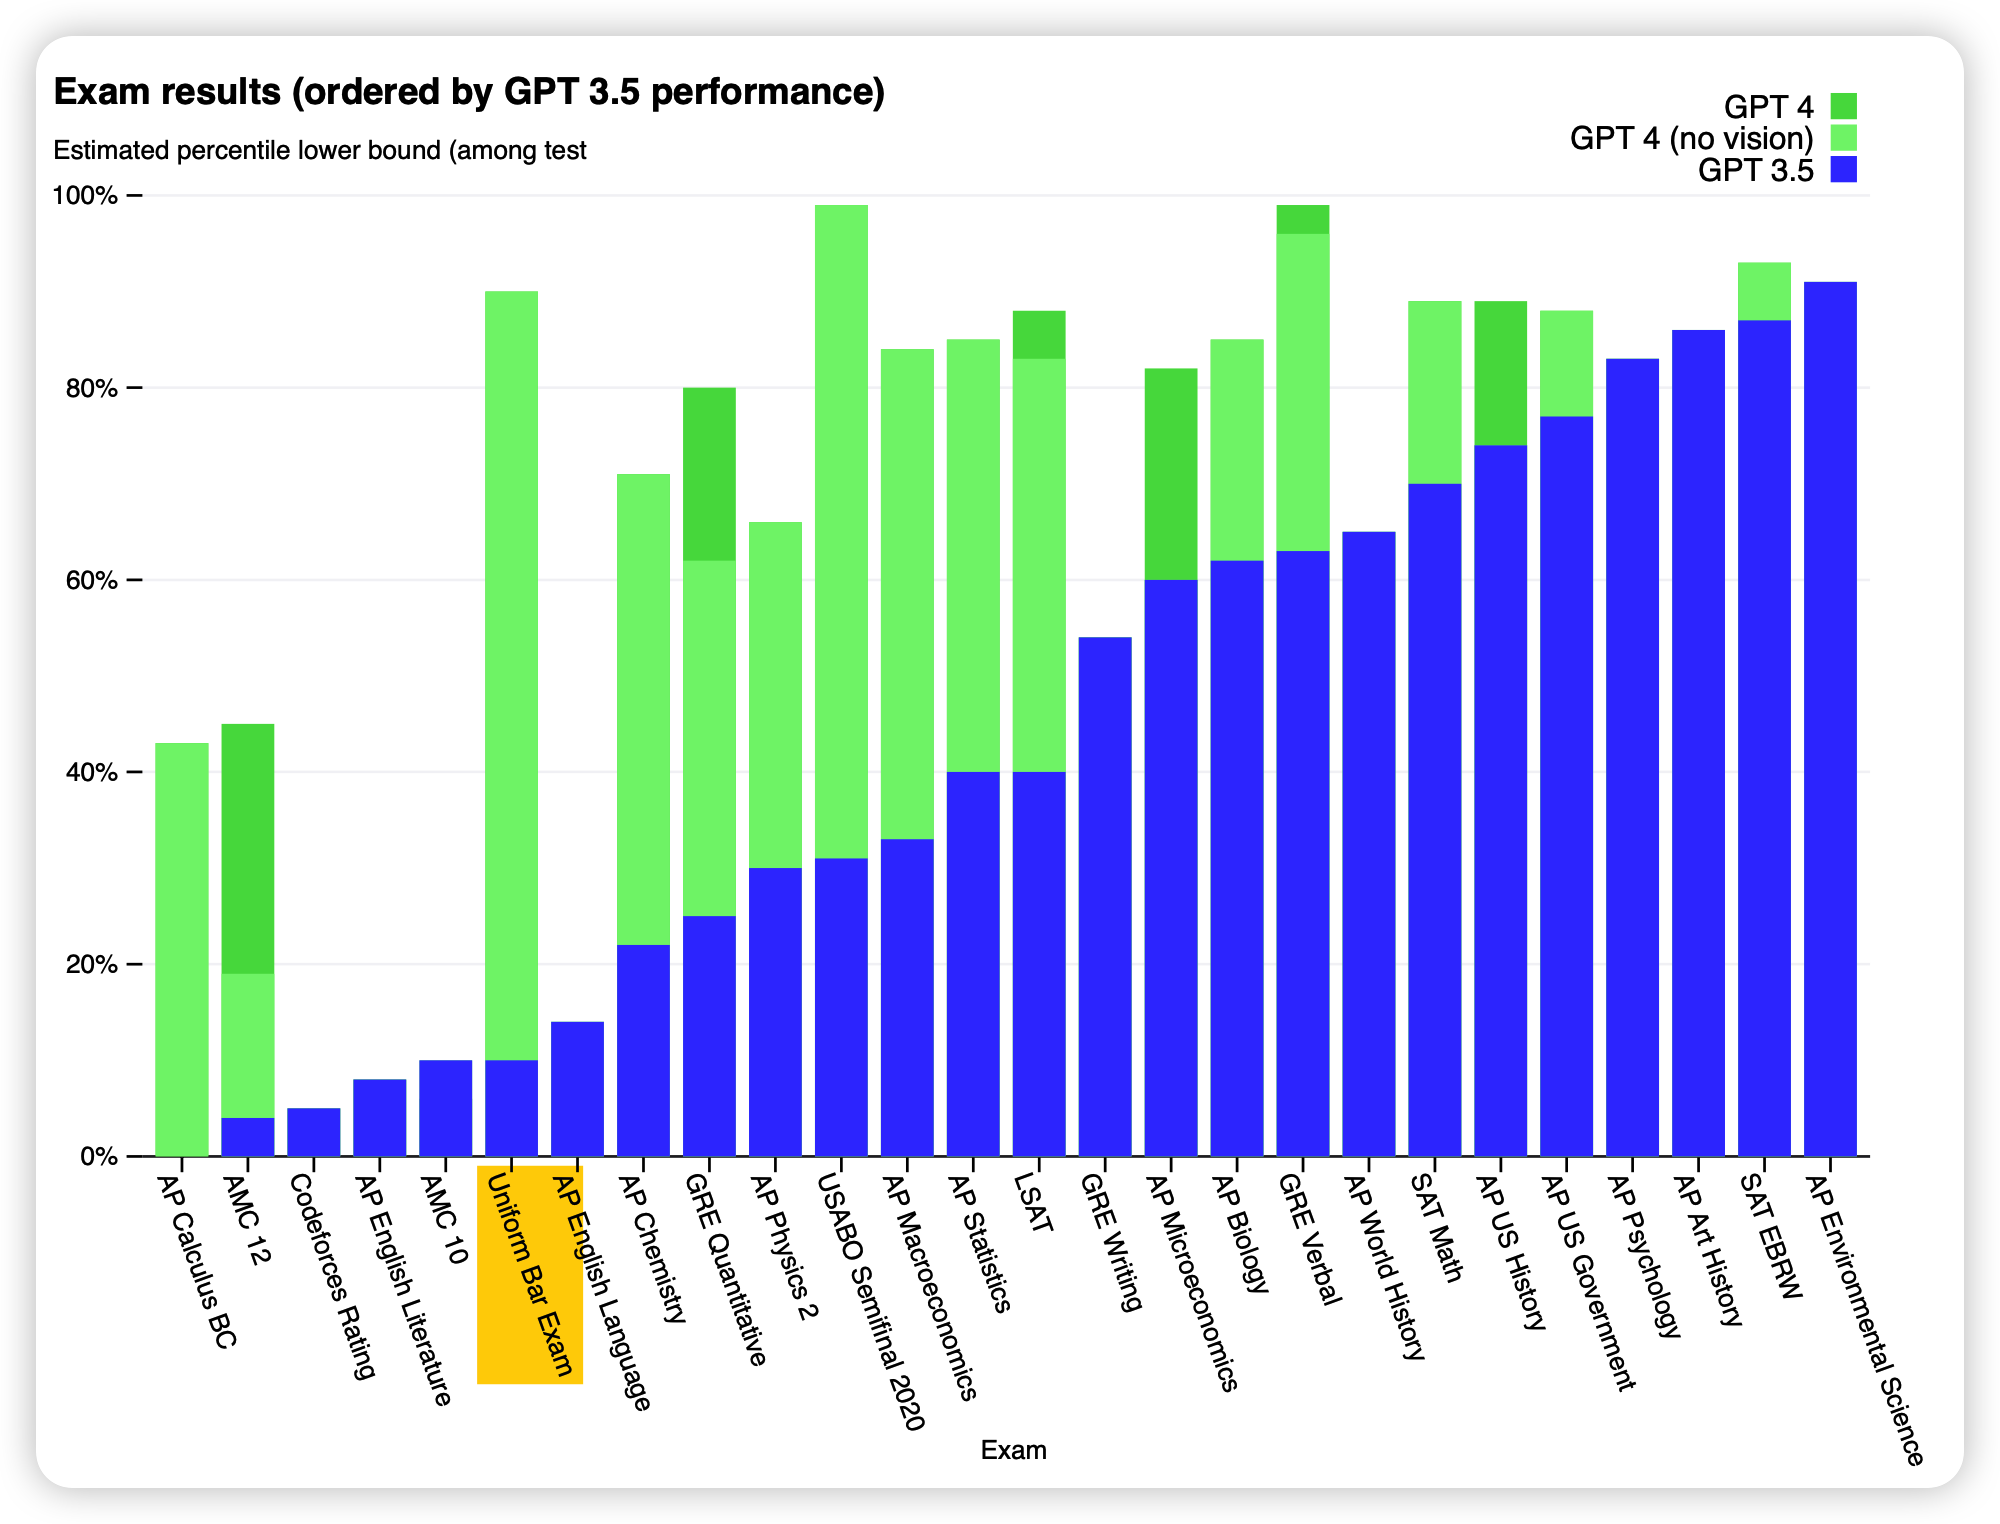 Exam results (ordered by GPT 3.5 performance)
Estimated percentile lower bound (among test
GPT 4
GPT 4 (no vision)
GPT 3.5
100%
80%
60%
40%
20%
0%
AP Calculus BC
AMC 12
Codeforces Rating
AP English Literature
AMC 10
Uniform Bar Exam
AP English Language
AP Chemistry
GRE Quantitative
AP Physics 2
USABO Semifinal 2020
AP Macroeconomics
AP Statistics
LSAT
GRE Writing
AP Microeconomics
AP Biology
GRE Verbal
AP World History
SAT Math
AP US History
AP US Government
AP Psychology
AP Art History
SAT EBRW
AP Environmental Science
Exam